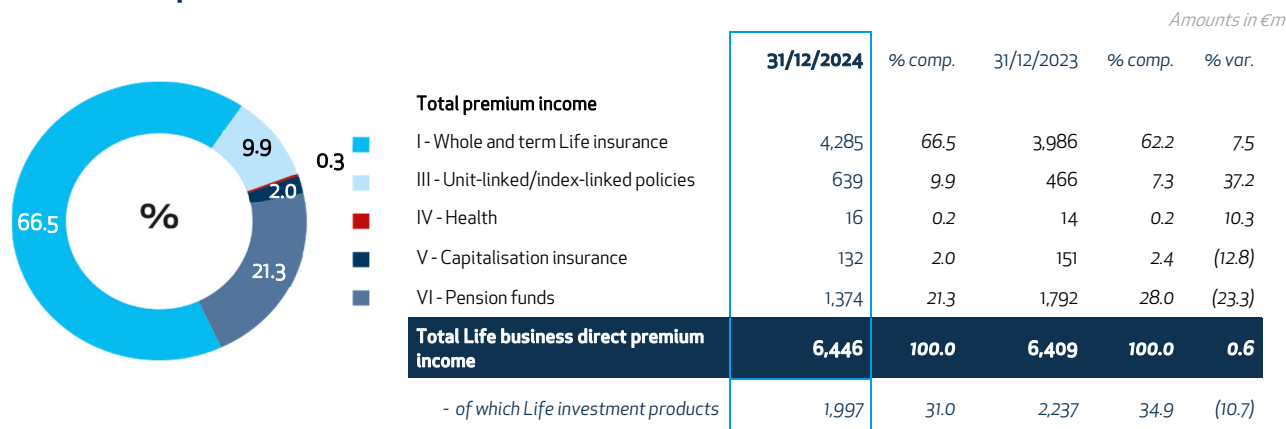 Amounts in €m
31/12/2024 % comp. 31/12/2023 % comp. % var.
Total premium income
I - Whole and term Life insurance 4,285 66.5 3,986 62.2 7.5
III - Unit-linked/index-linked policies 639 9.9 466 7.3 37.2
IV - Health 16 0.2 14 0.2 10.3
V - Capitalisation insurance 132 2.0 151 2.4 (12.8)
VI - Pension funds 1,374 21.3 1,792 28.0 (23.3)
Total Life business direct premium
income 6,446 100.0 6,409 100.0 0.6
- of which Life investment products 1,997 31.0 2,237 34.9 (10.7)
9.9
0.3
2.0
66.5
%
21.3